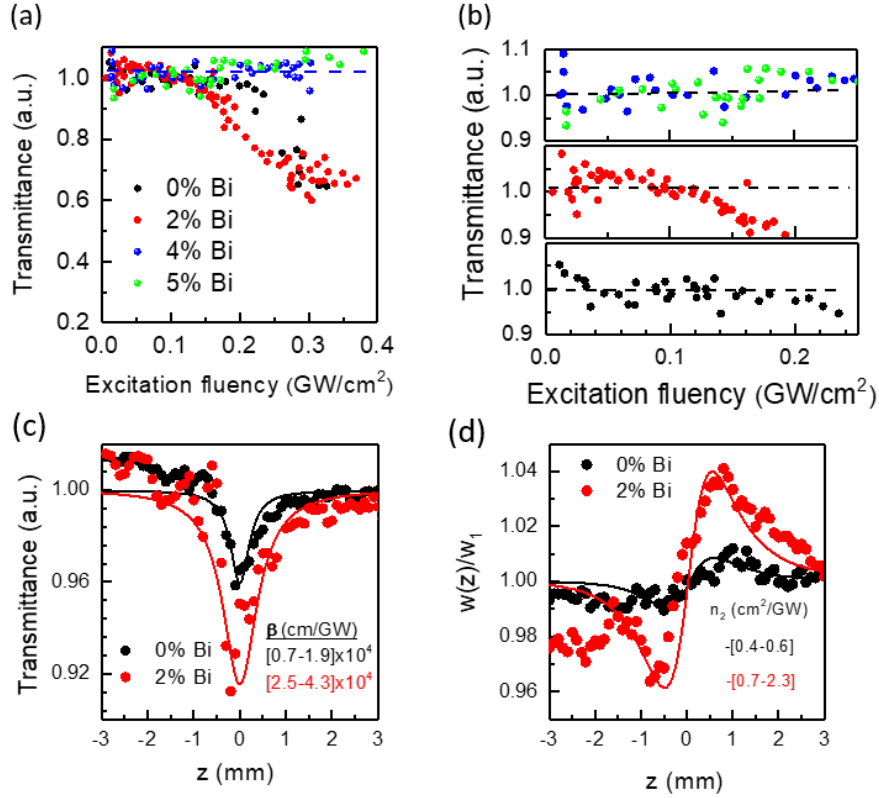 (a)
Transmittance (a.u.)
1.0
0.8
0.6
0.4
0.2
0% Bi
2% Bi
4% Bi
5% Bi
0.0 0.1 0.2 0.3 0.4
Excitation fluency (GW/cm²)
(b)
Transmittance (a.u.)
1.1
1.0
0.9
1.0
0.9
1.0
0.9
0.0 0.1 0.2
Excitation fluency (GW/cm²)
(c)
Transmittance (a.u.)
1.00
0.96
0.92
0% Bi
2% Bi
β (cm/GW)
[0.7-1.9]x10⁴
[2.5-4.3]x10⁴
-3 -2 -1 0 1 2 3
z (mm)
(d)
w(z)/w₁
1.04
1.02
1.00
0.98
0.96
0% Bi
2% Bi
n₂ (cm²/GW)
-[0.4-0.6]
-[0.7-2.3]
-3 -2 -1 0 1 2 3
z (mm)